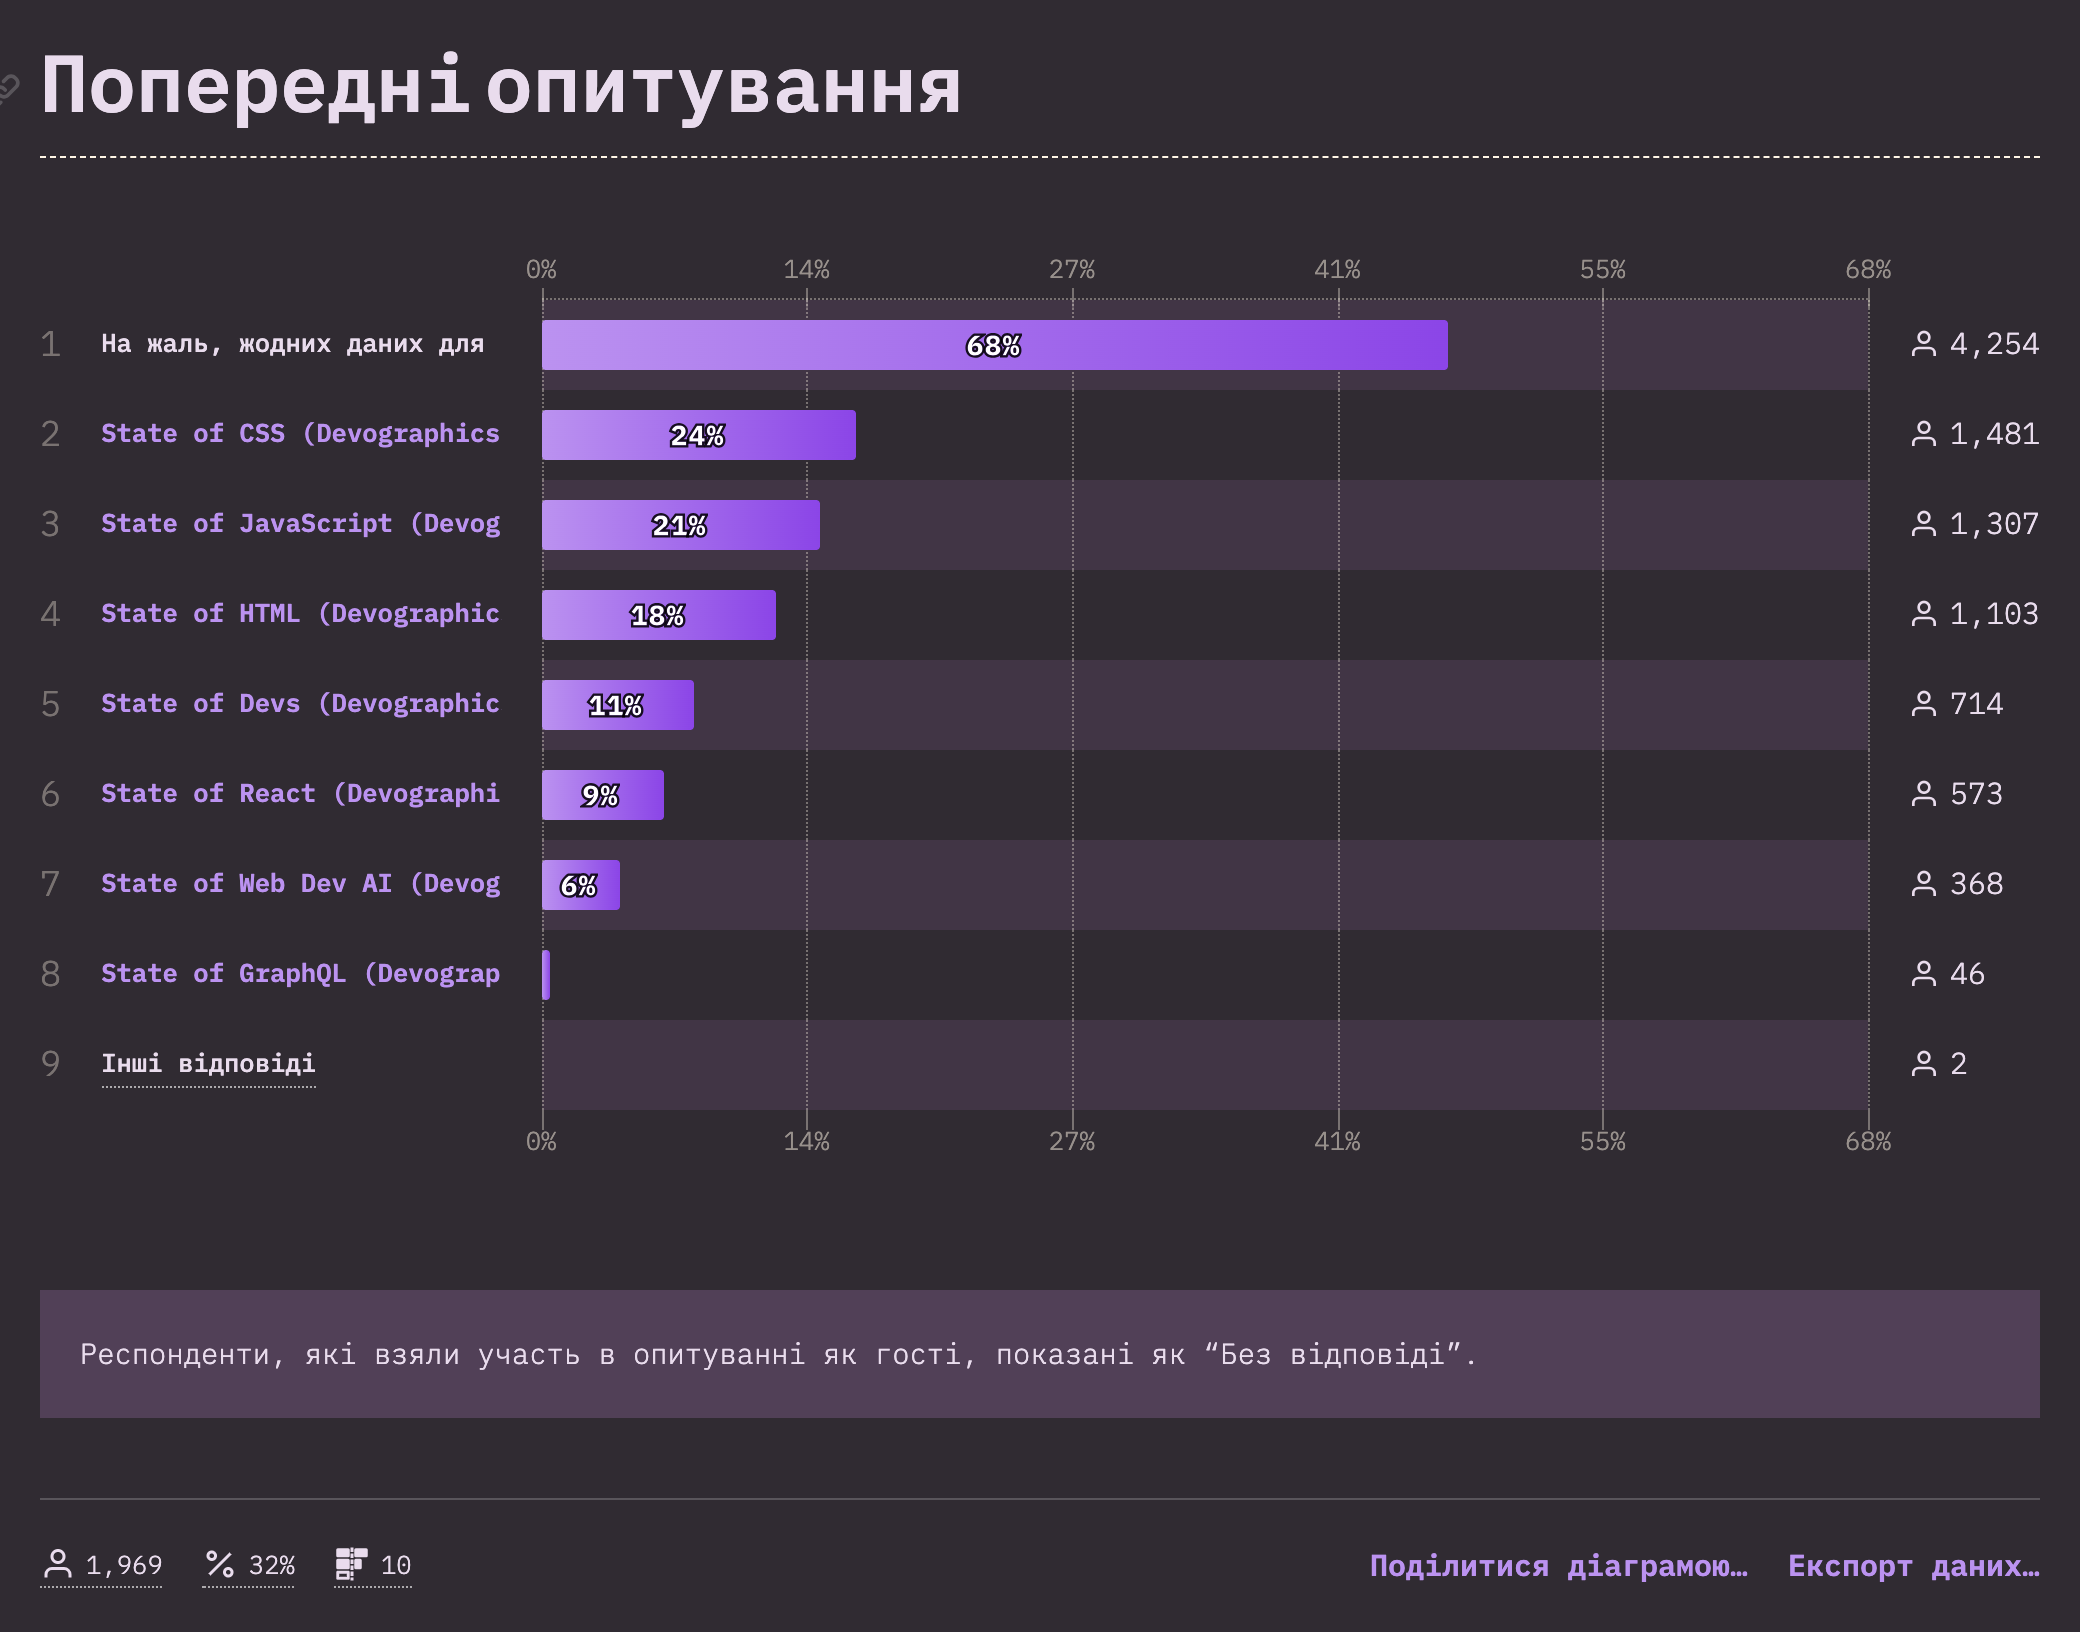 Попередні опитування
0% 14% 27% 41% 55% 68%
1 На жаль, жодних даних для 68% 4,254
2 State of CSS (Devographics 24% 1,481
3 State of JavaScript (Devog 21% 1,307
4 State of HTML (Devographic 18% 1,103
5 State of Devs (Devographic 11% 714
6 State of React (Devographi 9% 573
7 State of Web Dev AI (Devog 6% 368
8 State of GraphQL (Devograp 46
9 Інші відповіді 2
0% 14% 27% 41% 55% 68%
Респонденти, які взяли участь в опитуванні як гості, показані як “Без відповіді”.
1,969 32% 10 Поділитися діаграмою… Експорт даних…